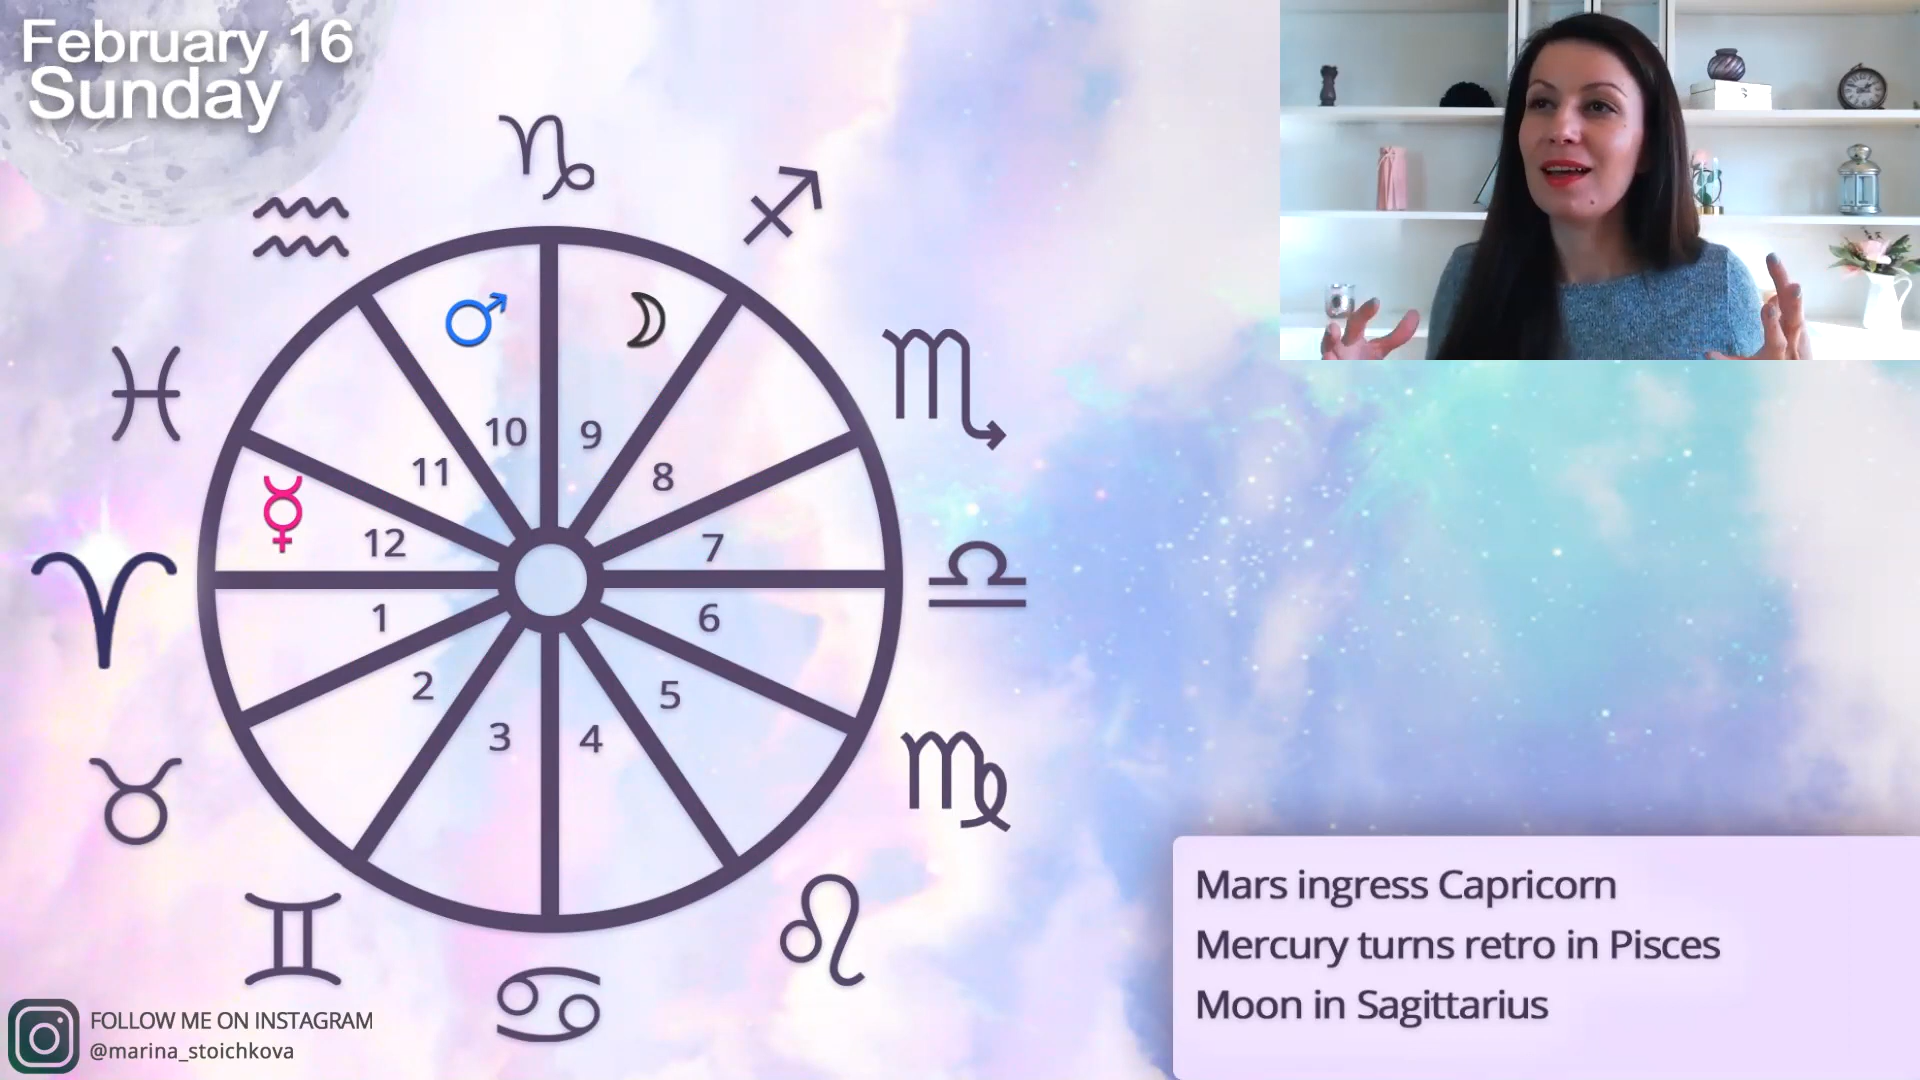 February 16
Sunday
10
9
11
8
12
7
1
6
2
5
3
4
Mars ingress Capricorn
Mercury turns retro in Pisces
Moon in Sagittarius
FOLLOW ME ON INSTAGRAM
@marina_stoichkova